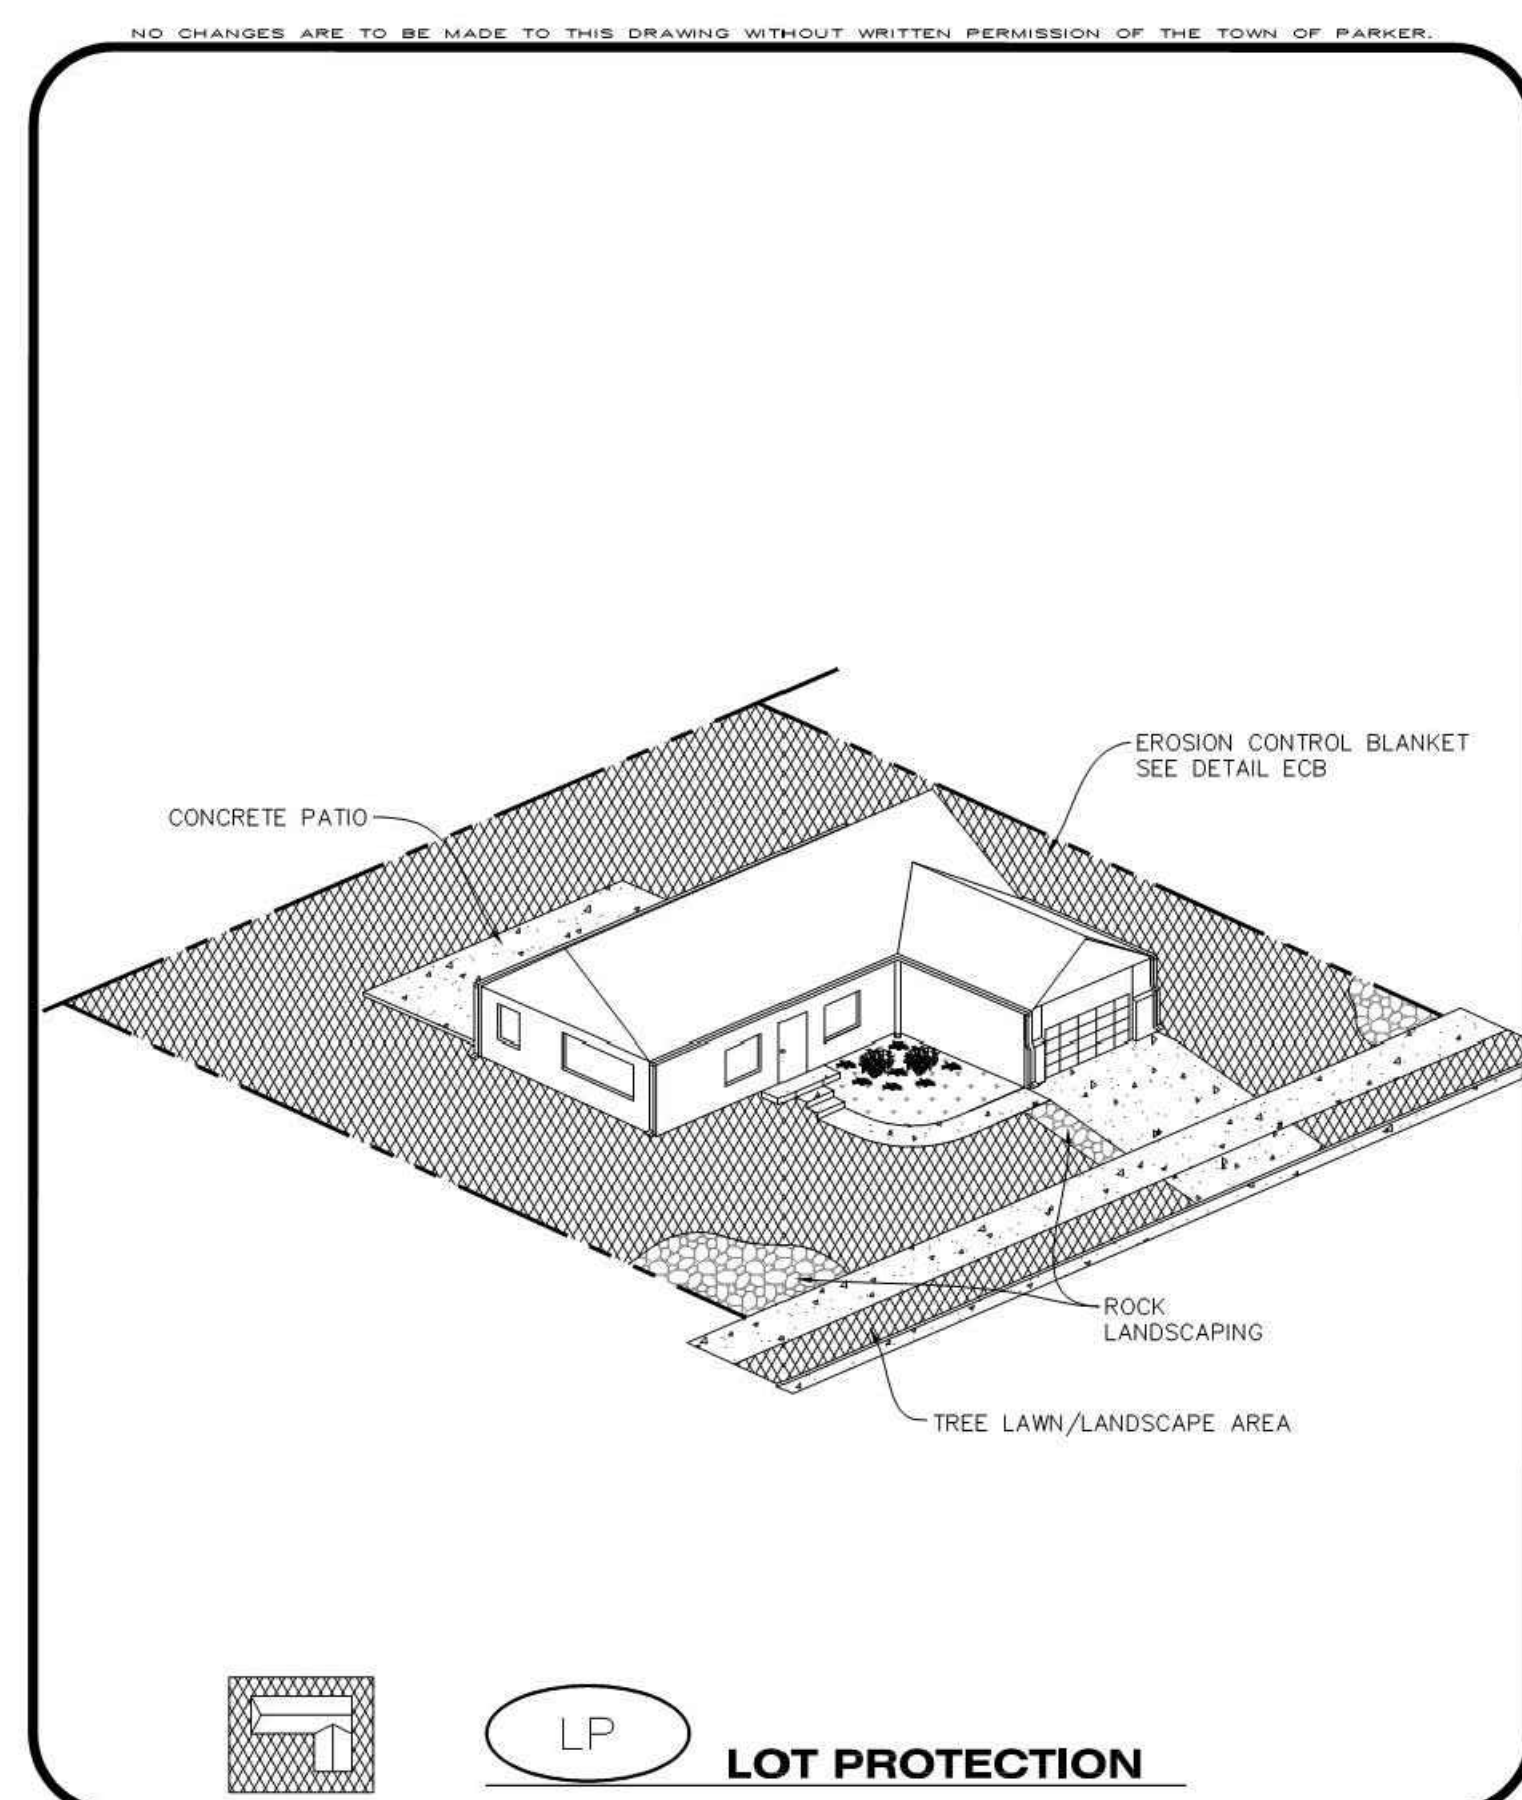 NO CHANGES ARE TO BE MADE TO THIS DRAWING WITHOUT WRITTEN PERMISSION OF THE TOWN OF PARKER.
EROSION CONTROL BLANKET
SEE DETAIL ECB
CONCRETE PATIO
ROCK
LANDSCAPING
TREE LAWN/LANDSCAPE AREA
LP
LOT PROTECTION